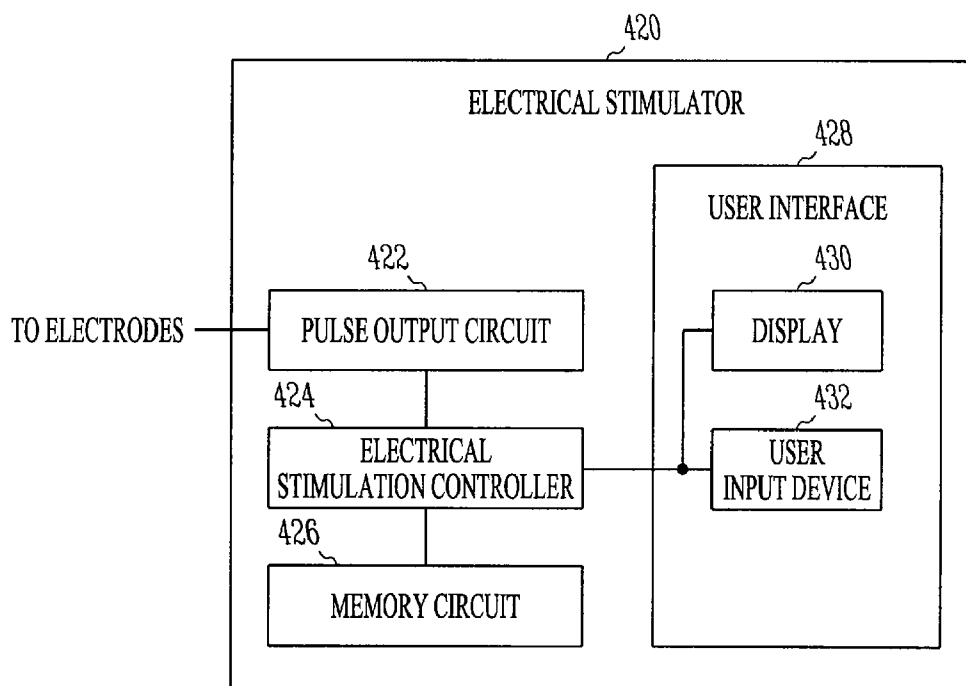 420
ELECTRICAL STIMULATOR
428
USER INTERFACE
422
430
TO ELECTRODES
PULSE OUTPUT CIRCUIT
DISPLAY
424
432
ELECTRICAL
STIMULATION CONTROLLER
USER
INPUT DEVICE
426
MEMORY CIRCUIT